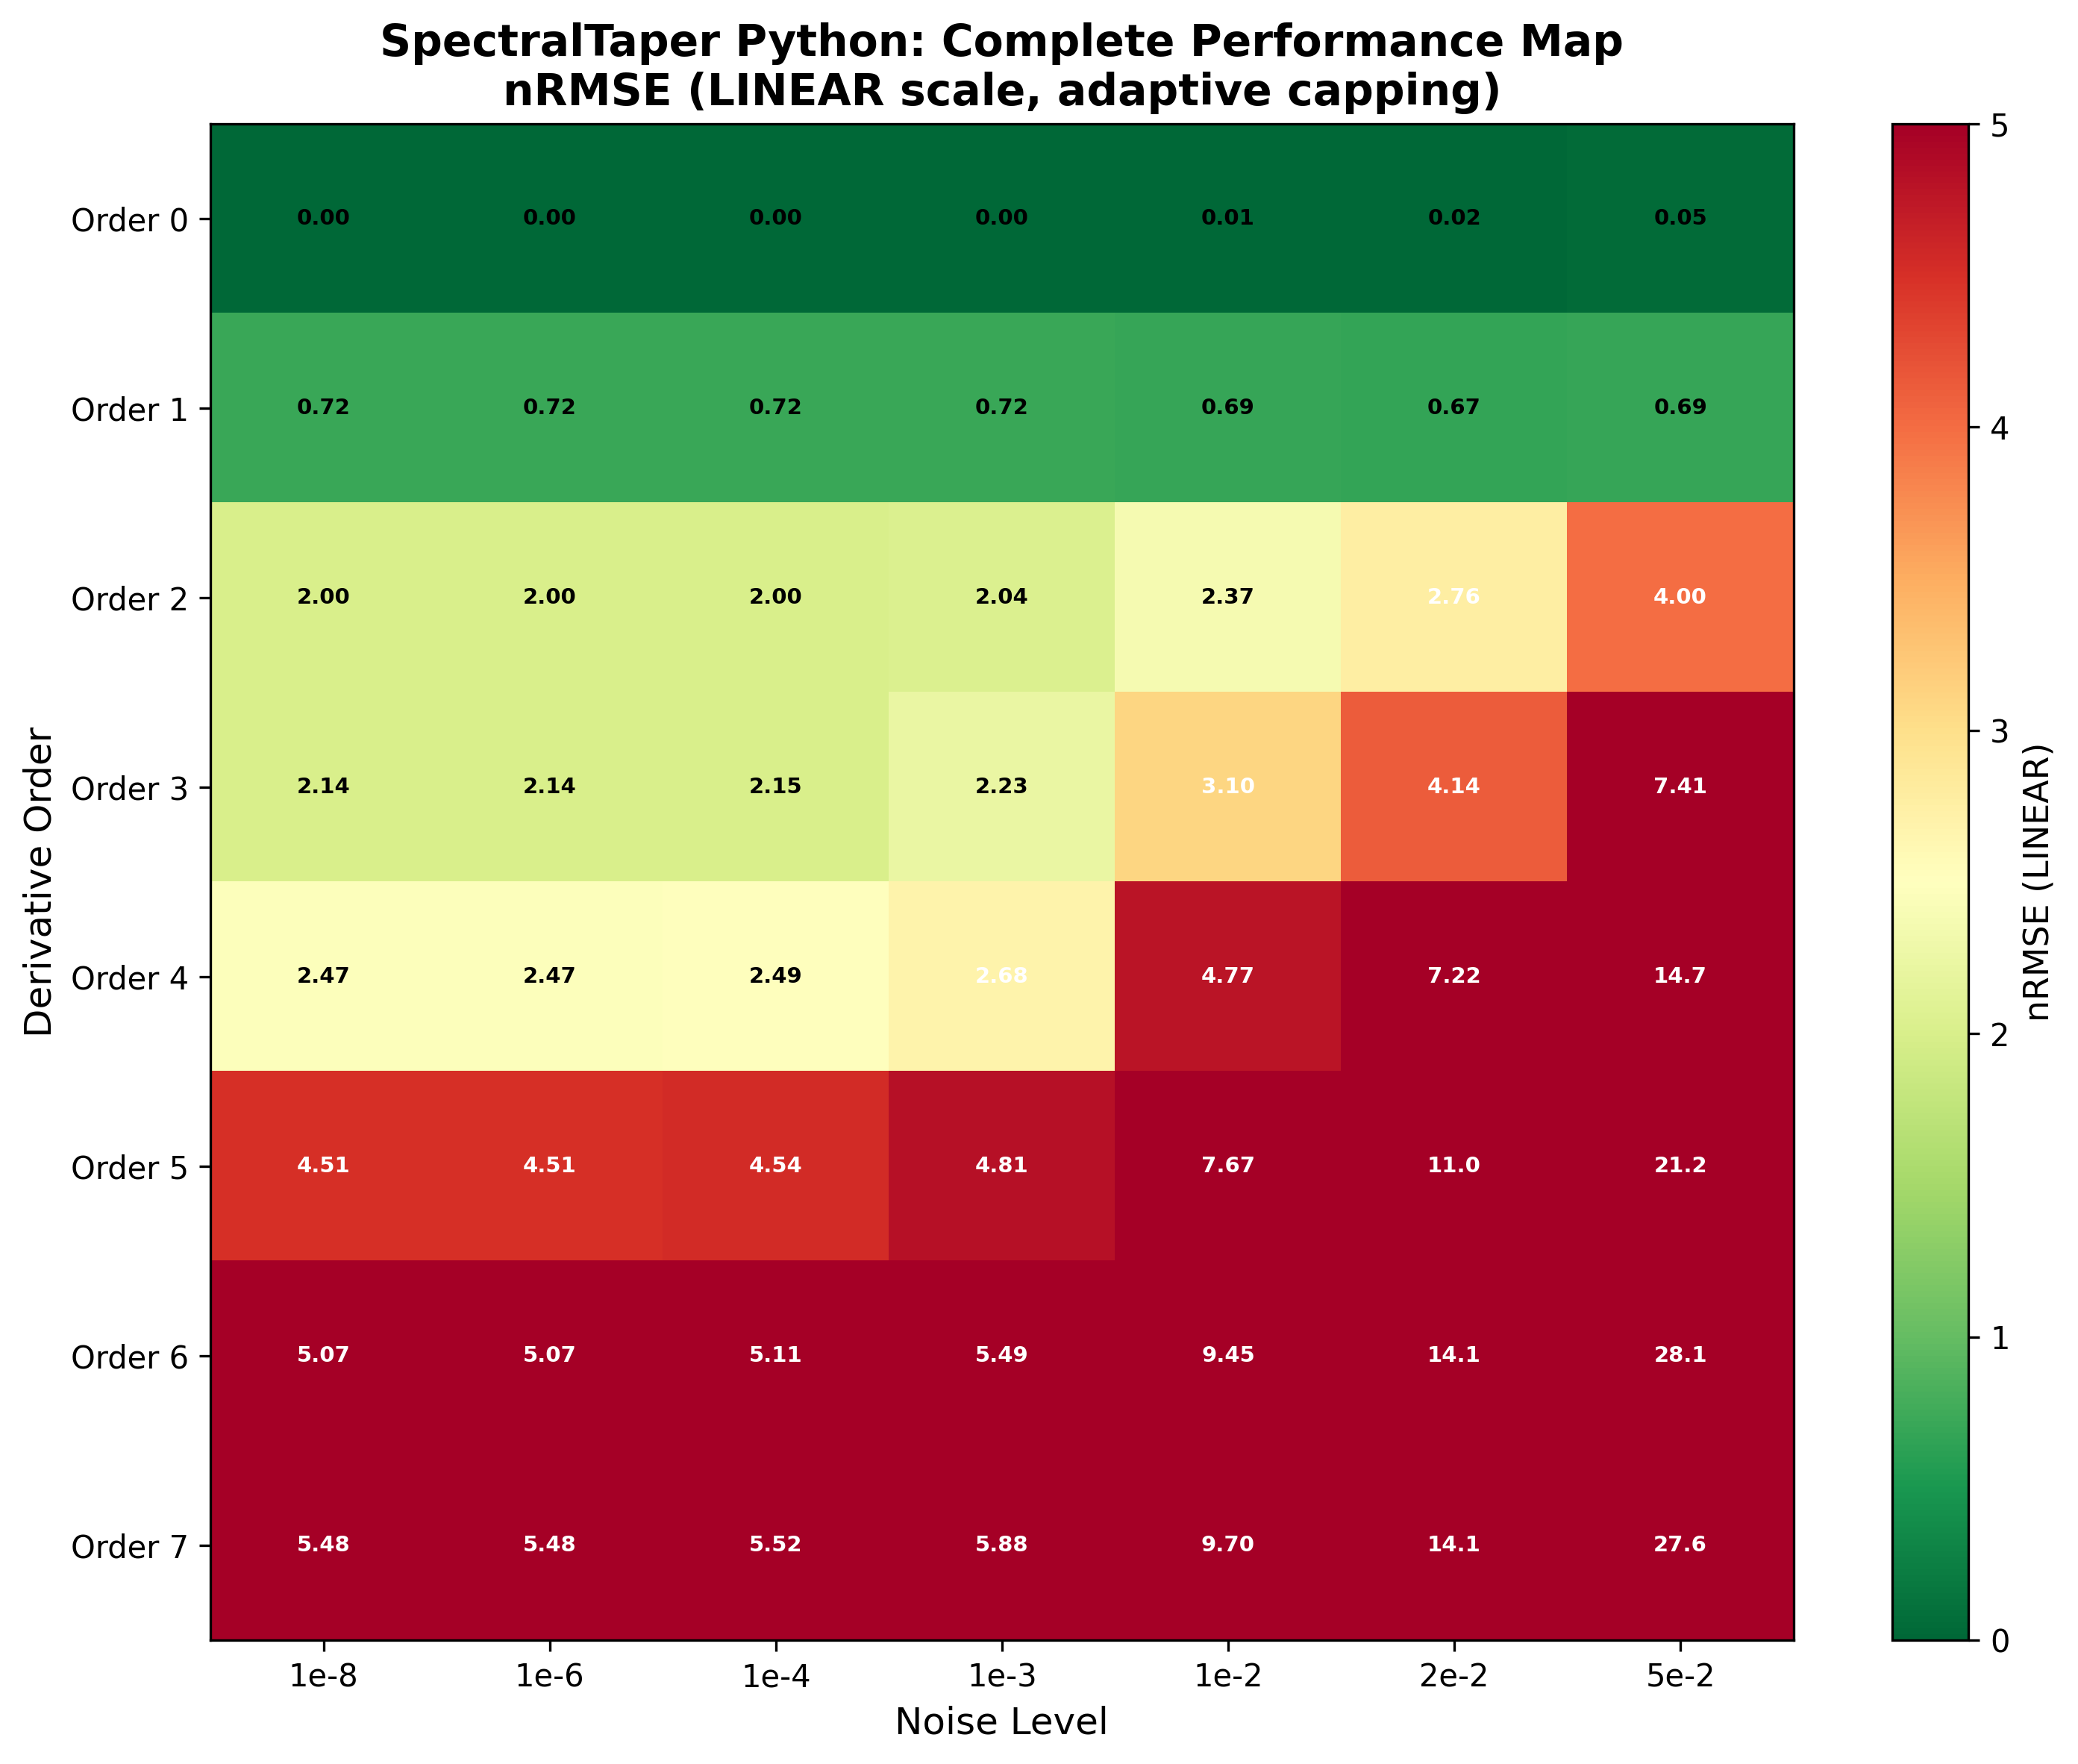 SpectralTaper Python: Complete Performance Map
nRMSE (LINEAR scale, adaptive capping)
Derivative Order
Order 0 0.00 0.00 0.00 0.00 0.01 0.02 0.05
Order 1 0.72 0.72 0.72 0.72 0.69 0.67 0.69
Order 2 2.00 2.00 2.00 2.04 2.37 2.76 4.00
Order 3 2.14 2.14 2.15 2.23 3.10 4.14 7.41
Order 4 2.47 2.47 2.49 2.68 4.77 7.22 14.7
Order 5 4.51 4.51 4.54 4.81 7.67 11.0 21.2
Order 6 5.07 5.07 5.11 5.49 9.45 14.1 28.1
Order 7 5.48 5.48 5.52 5.88 9.70 14.1 27.6
1e-8 1e-6 1e-4 1e-3 1e-2 2e-2 5e-2
Noise Level
5
4
3
2
1
0
nRMSE (LINEAR)